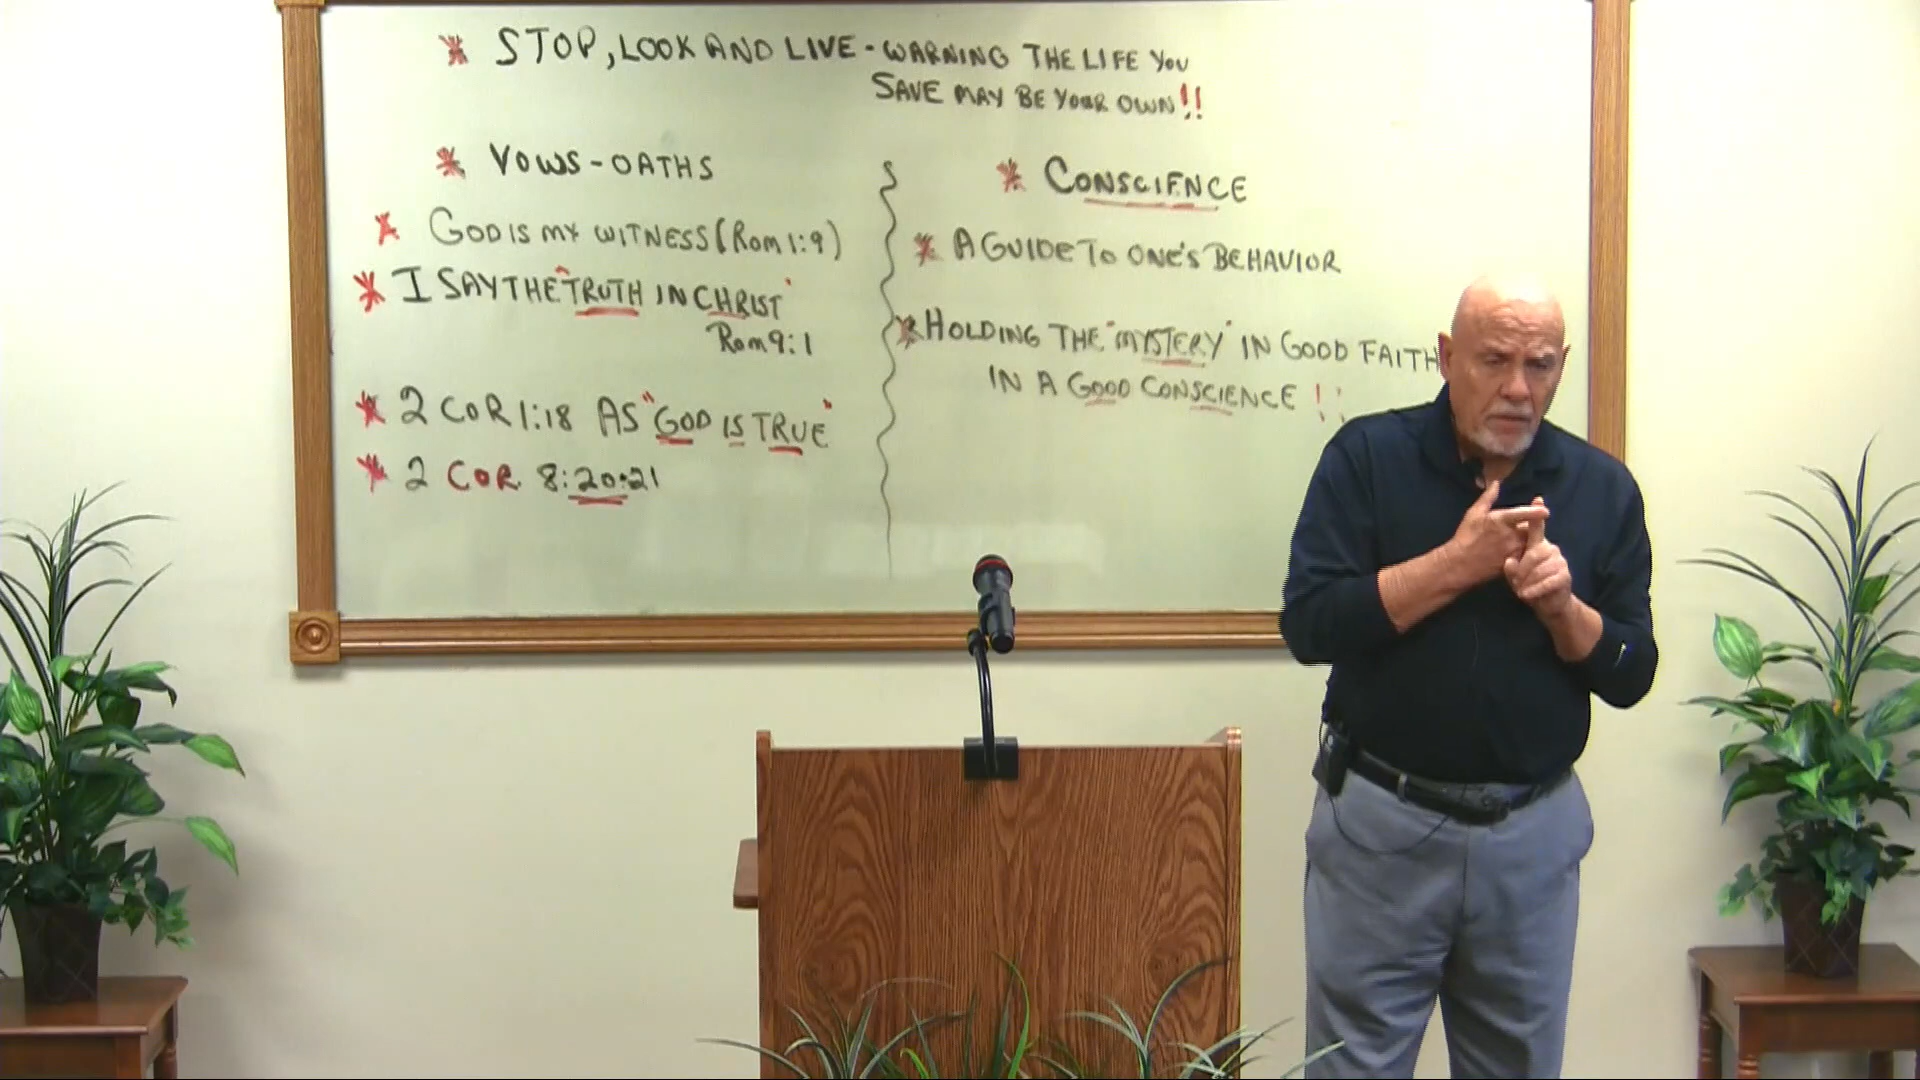 * STOP, LOOK AND LIVE - WARNING THE LIFE YOU
SAVE MAY BE YOUR OWN!!
* VOWS - OATHS
* GOD IS MY WITNESS (Rom 1:9)
* I SAY THE "TRUTH IN CHRIST"
Rom 9:1
* 2 COR 1:18 AS "GOD IS TRUE"
* 2 COR 8:20-21
* CONSCIENCE
* A GUIDE TO ONE'S BEHAVIOR
* HOLDING THE "MYSTERY" IN GOOD FAITH
IN A GOOD CONSCIENCE !!